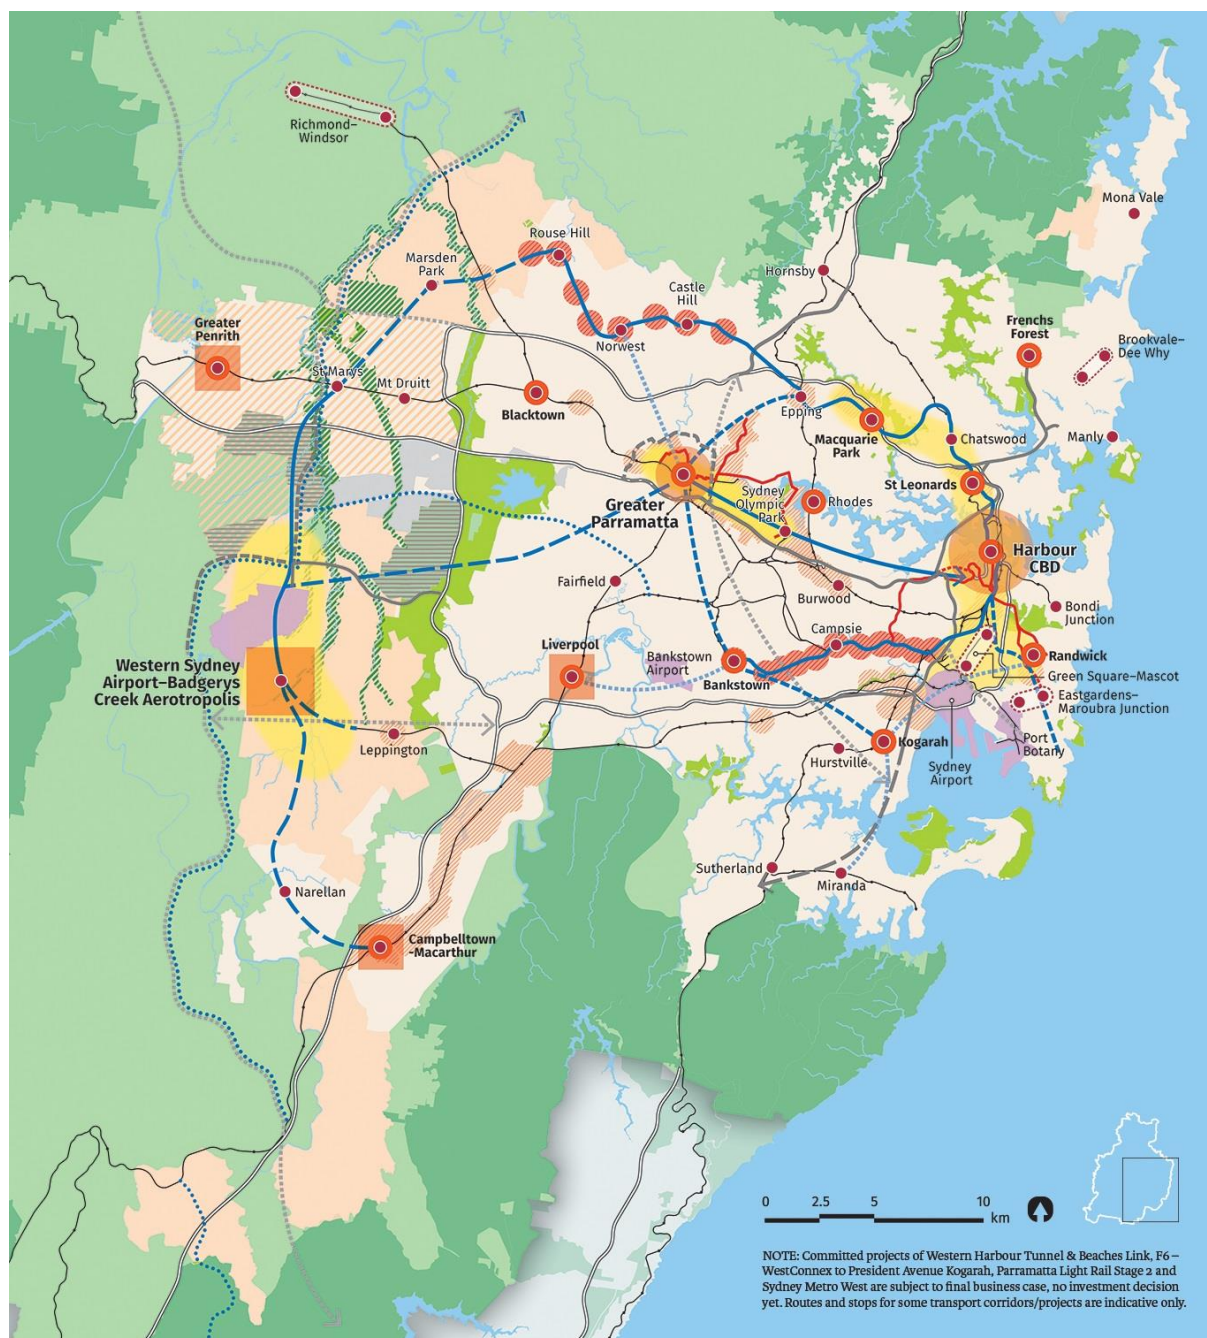 Richmond–
Windsor
Mona Vale
Rouse Hill
Marsden
Park
Hornsby
Castle
Hill
Greater
Penrith
Frenchs
Forest
Norwest
Brookvale–
Dee Why
St Marys
Mt Druitt
Blacktown
Epping
Macquarie
Park
Chatswood
Manly
St Leonards
Greater
Parramatta
Sydney
Olympic
Park
Rhodes
Harbour
CBD
Fairfield
Burwood
Bondi
Junction
Campsie
Liverpool
Bankstown
Airport
Bankstown
Randwick
Green Square–Mascot
Eastgardens–
Maroubra Junction
Western Sydney
Airport–Badgerys
Creek Aerotropolis
Leppington
Kogarah
Hurstville
Port
Botany
Sydney
Airport
Sutherland
Miranda
Narellan
Campbelltown
-Macarthur
0 2.5 5 10
km
NOTE: Committed projects of Western Harbour Tunnel & Beaches Link, F6 –
WestConnex to President Avenue Kogarah, Parramatta Light Rail Stage 2 and
Sydney Metro West are subject to final business case, no investment decision
yet. Routes and stops for some transport corridors/projects are indicative only.